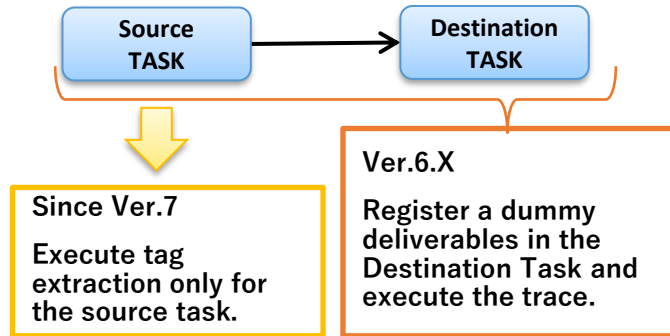 Source
TASK
Destination
TASK
Since Ver.7
Execute tag
extraction only for
the source task.
Ver.6.X
Register a dummy
deliverables in the
Destination Task and
execute the trace.